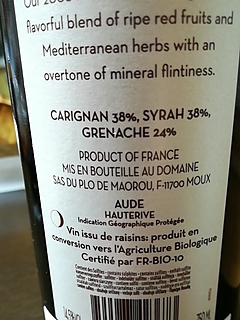 flavorful blend of ripe red fruits and
Mediterranean herbs with an
overtone of mineral flintiness.
CARIGNAN 38%, SYRAH 38%,
GRENACHE 24%
PRODUCT OF FRANCE
MIS EN BOUTEILLE AU DOMAINE
SAS DU PLO DE MAOROU, F-11700 MOUX
AUDE
HAUTERIVE
Indication Géographique Protégée
Vin issu de raisins: produit en
conversion vers l'Agriculture Biologique
Certifié par FR-BIO-10